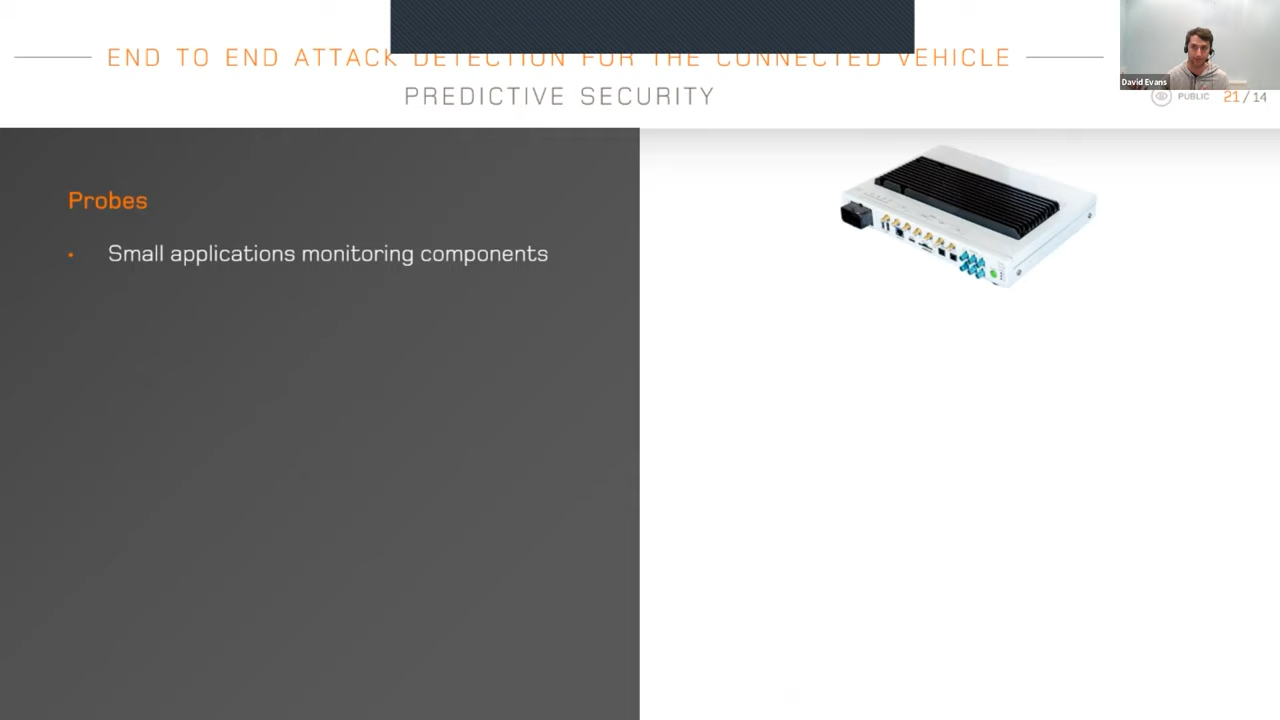 END TO END ATTACK DETECTION FOR THE CONNECTED VEHICLE
PREDICTIVE SECURITY
David Evans
PUBLIC 21 / 14
Probes
• Small applications monitoring components